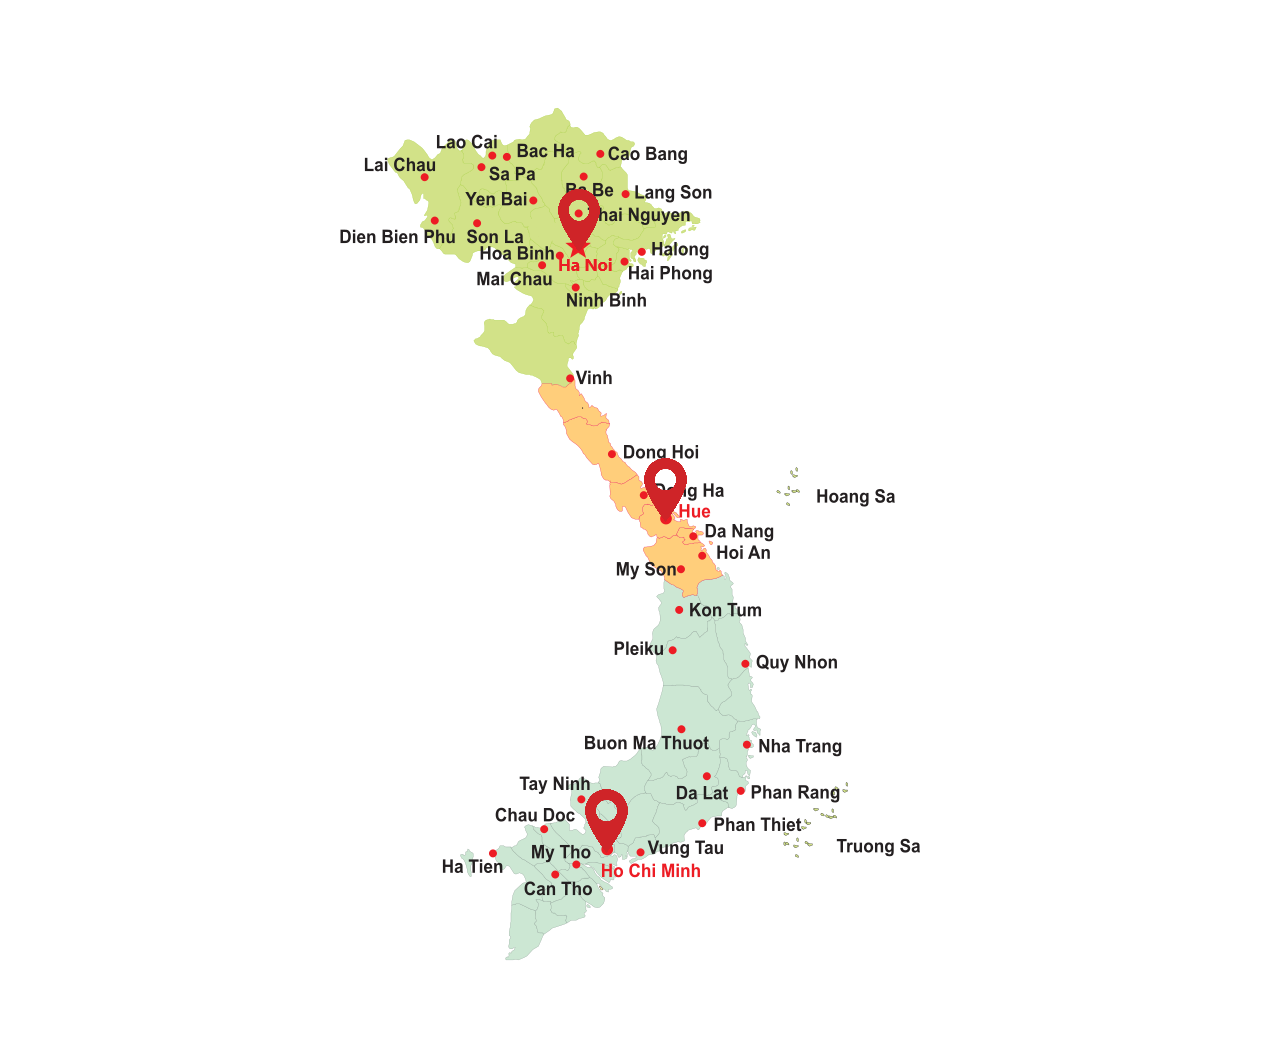 Lao Cai
Bac Ha
Cao Bang
Lai Chau
Sa Pa
Ba Be
Lang Son
Yen Bai
Thai Nguyen
Dien Bien Phu
Son La
Halong
Hoa Binh
Ha Noi
Hai Phong
Mai Chau
Ninh Binh
Vinh
Dong Hoi
Dong Ha
Hoang Sa
Hue
Da Nang
Hoi An
My Son
Kon Tum
Pleiku
Quy Nhon
Buon Ma Thuot
Nha Trang
Tay Ninh
Da Lat
Phan Rang
Chau Doc
Phan Thiet
My Tho
Vung Tau
Truong Sa
Ha Tien
Ho Chi Minh
Can Tho